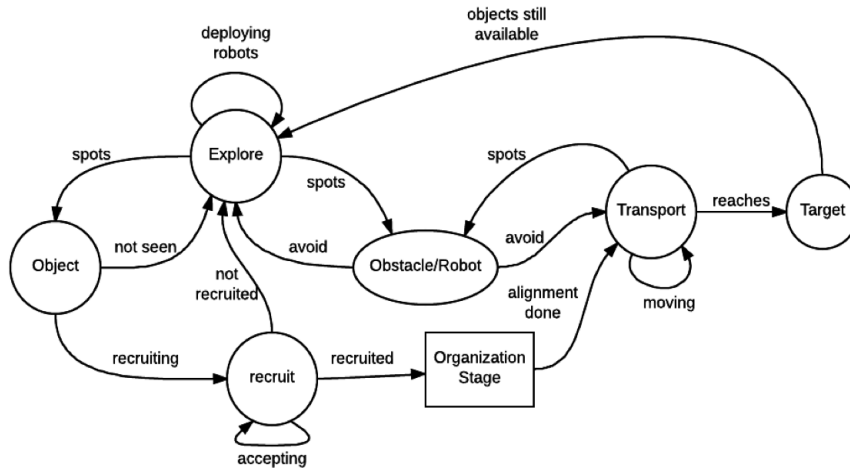 objects still
available
deploying
robots
spots
Explore
spots
spots
Transport
reaches
Target
Object
not seen
avoid
Obstacle/Robot
avoid
not
recruited
alignment
done
moving
recruiting
recruit
recruited
Organization
Stage
accepting